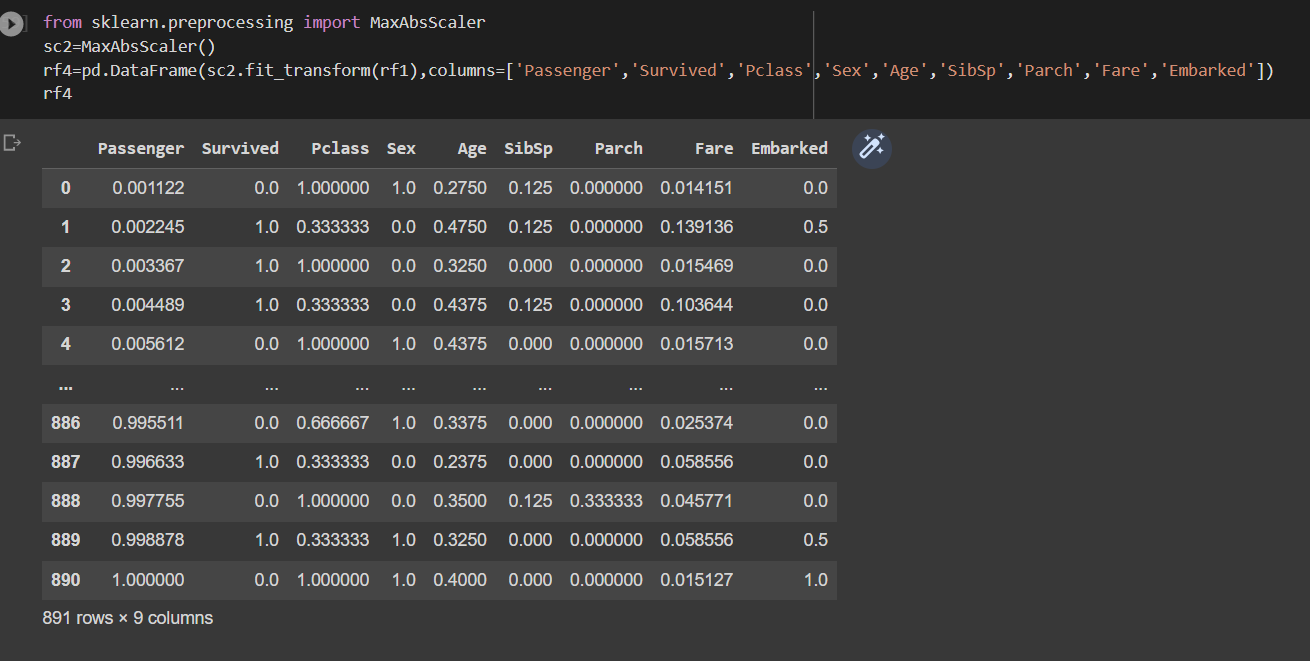 from sklearn.preprocessing import MaxAbsScaler
sc2=MaxAbsScaler()
rf4=pd.DataFrame(sc2.fit_transform(rf1),columns=['Passenger','Survived','Pclass','Sex','Age','SibSp','Parch','Fare','Embarked'])
rf4
Passenger Survived Pclass Sex Age SibSp Parch Fare Embarked
0 0.001122 0.0 1.000000 1.0 0.2750 0.125 0.000000 0.014151 0.0
1 0.002245 1.0 0.333333 0.0 0.4750 0.125 0.000000 0.139136 0.5
2 0.003367 1.0 1.000000 0.0 0.3250 0.000 0.000000 0.015469 0.0
3 0.004489 1.0 0.333333 0.0 0.4375 0.125 0.000000 0.103644 0.0
4 0.005612 0.0 1.000000 1.0 0.4375 0.000 0.000000 0.015713 0.0
... ... ... ... ... ... ... ... ... ...
886 0.995511 0.0 0.666667 1.0 0.3375 0.000 0.000000 0.025374 0.0
887 0.996633 1.0 0.333333 0.0 0.2375 0.000 0.000000 0.058556 0.0
888 0.997755 0.0 1.000000 0.0 0.3500 0.125 0.333333 0.045771 0.0
889 0.998878 1.0 0.333333 1.0 0.3250 0.000 0.000000 0.058556 0.5
890 1.000000 0.0 1.000000 1.0 0.4000 0.000 0.000000 0.015127 1.0
891 rows × 9 columns